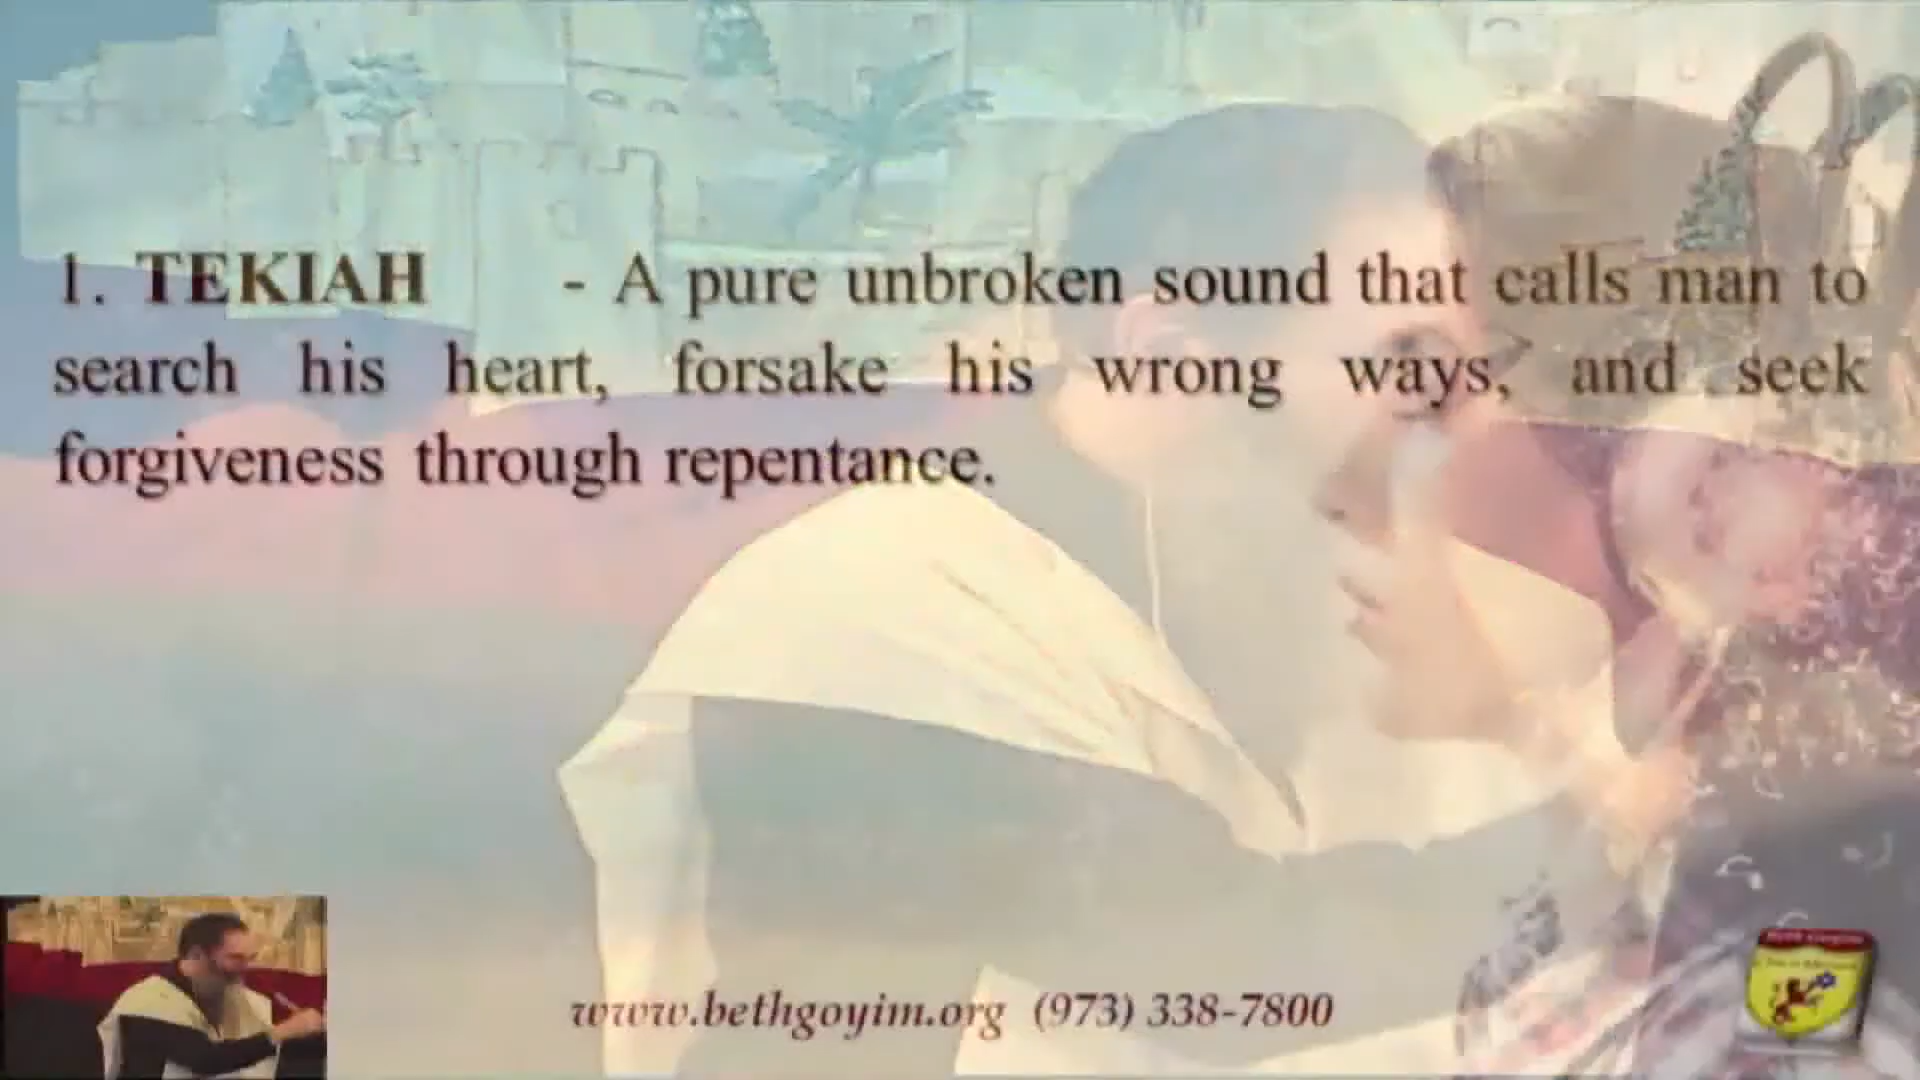 1. TEKIAH - A pure unbroken sound that calls man to
search his heart, forsake his wrong ways, and seek
forgiveness through repentance.
www.bethgoyim.org (973) 338-7800